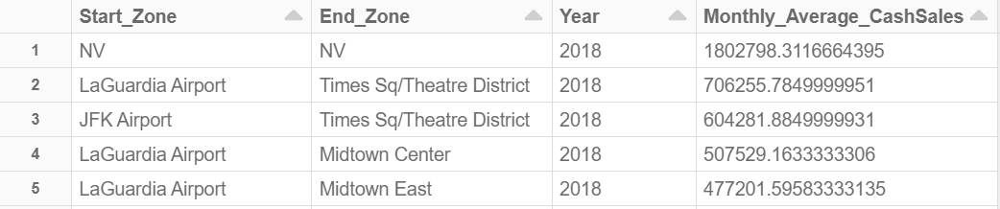 Start_Zone End_Zone Year Monthly_Average_CashSales
1 NV NV 2018 1802798.3116664395
2 LaGuardia Airport Times Sq/Theatre District 2018 706255.7849999951
3 JFK Airport Times Sq/Theatre District 2018 604281.8849999931
4 LaGuardia Airport Midtown Center 2018 507529.1633333306
5 LaGuardia Airport Midtown East 2018 477201.59583333135